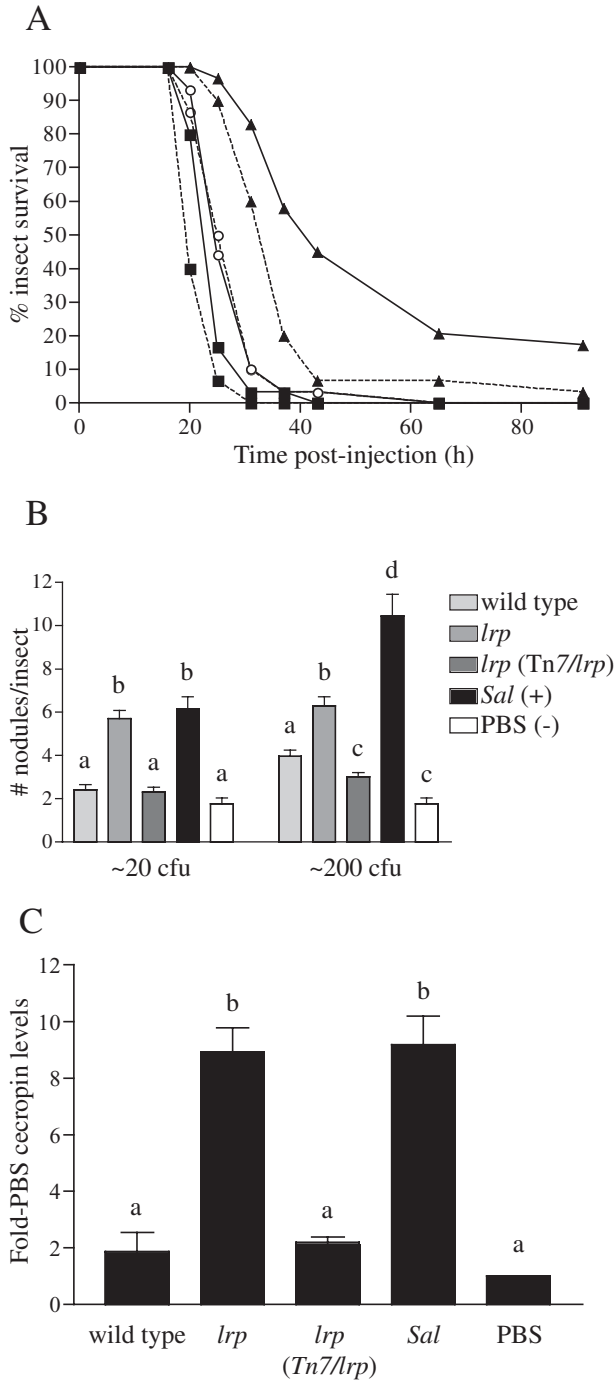 A
% insect survival
100
90
80
70
60
50
40
30
20
10
0
0 20 40 60 80
Time post-injection (h)
B
# nodules/insect
12
10
8
6
4
2
0
a b a b a
a b c d c
~20 cfu ~200 cfu
wild type
lrp
lrp (Tn7/lrp)
Sal (+)
PBS (-)
C
Fold-PBS cecropin levels
12
10
8
6
4
2
0
a b a b a
wild type lrp lrp Sal PBS
(Tn7/lrp)